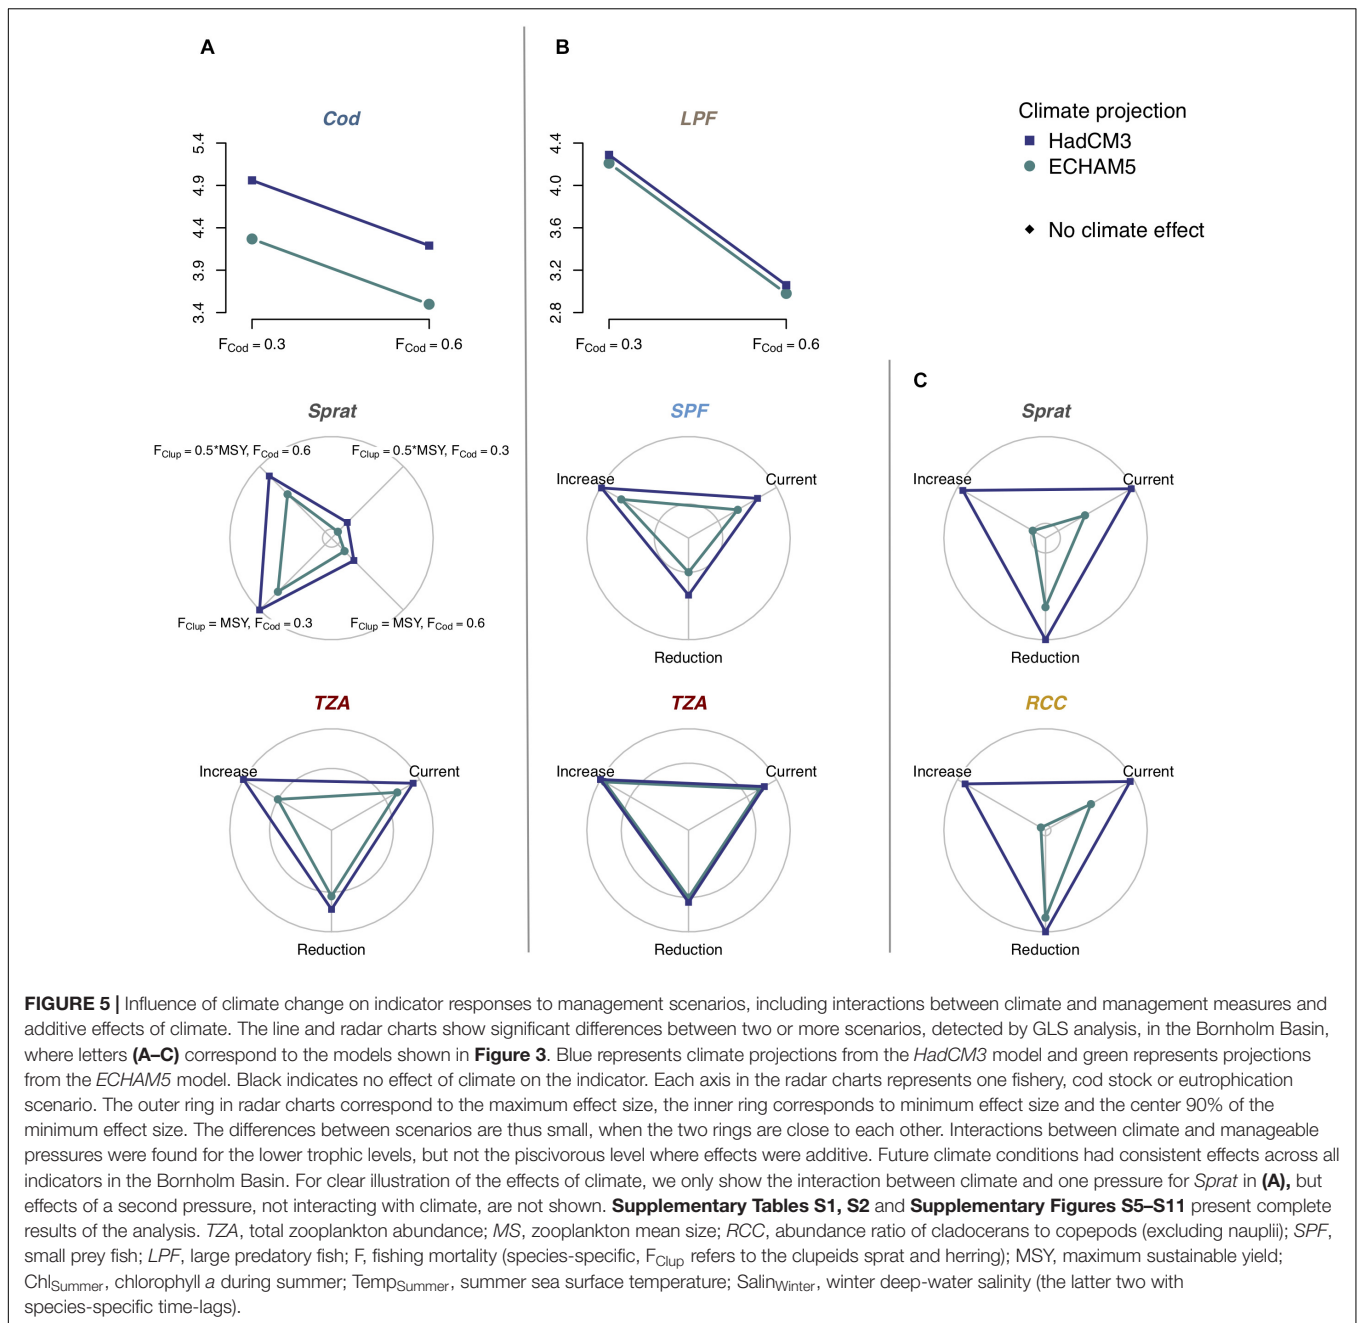 A
B
Cod
LPF
Climate projection
HadCM3
ECHAM5
No climate effect
5.4
4.9
4.4
3.9
3.4
F_Cod = 0.3
F_Cod = 0.6
4.4
4.0
3.6
3.2
2.8
F_Cod = 0.3
F_Cod = 0.6
C
Sprat
F_Clup = 0.5*MSY, F_Cod = 0.6
F_Clup = 0.5*MSY, F_Cod = 0.3
F_Clup = MSY, F_Cod = 0.3
F_Clup = MSY, F_Cod = 0.6
SPF
Increase
Current
Reduction
Sprat
Increase
Current
Reduction
TZA
Increase
Current
Reduction
TZA
Increase
Current
Reduction
RCC
Increase
Current
Reduction
FIGURE 5 | Influence of climate change on indicator responses to management scenarios, including interactions between climate and management measures and
additive effects of climate. The line and radar charts show significant differences between two or more scenarios, detected by GLS analysis, in the Bornholm Basin,
where letters (A–C) correspond to the models shown in Figure 3. Blue represents climate projections from the HadCM3 model and green represents projections
from the ECHAM5 model. Black indicates no effect of climate on the indicator. Each axis in the radar charts represents one fishery, cod stock or eutrophication
scenario. The outer ring in radar charts correspond to the maximum effect size, the inner ring corresponds to minimum effect size and the center 90% of the
minimum effect size. The differences between scenarios are thus small, when the two rings are close to each other. Interactions between climate and manageable
pressures were found for the lower trophic levels, but not the piscivorous level where effects were additive. Future climate conditions had consistent effects across all
indicators in the Bornholm Basin. For clear illustration of the effects of climate, we only show the interaction between climate and one pressure for Sprat in (A), but
effects of a second pressure, not interacting with climate, are not shown. Supplementary Tables S1, S2 and Supplementary Figures S5–S11 present complete
results of the analysis. TZA, total zooplankton abundance; MS, zooplankton mean size; RCC, abundance ratio of cladocerans to copepods (excluding nauplii); SPF,
small prey fish; LPF, large predatory fish; F, fishing mortality (species-specific, F_Clup refers to the clupeids sprat and herring); MSY, maximum sustainable yield;
Chl_Summer, chlorophyll a during summer; Temp_Summer, summer sea surface temperature; Salin_Winter, winter deep-water salinity (the latter two with
species-specific time-lags).